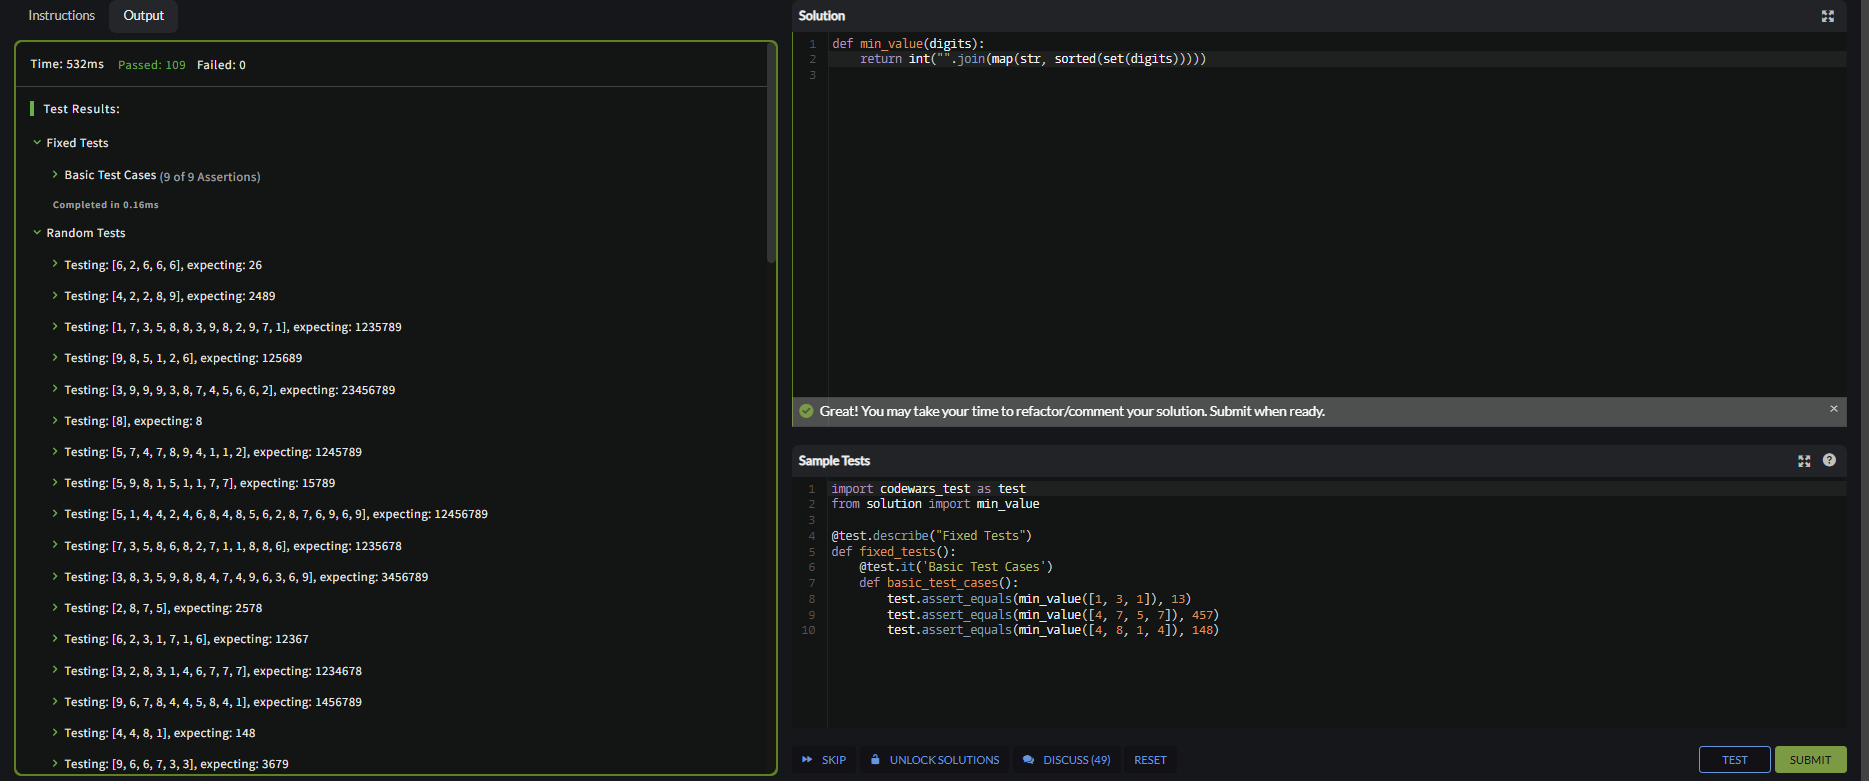 Instructions
Output
Time: 532ms Passed: 109 Failed: 0
Test Results:
Fixed Tests
Basic Test Cases (9 of 9 Assertions)
Completed in 0.16ms
Random Tests
Testing: [6, 2, 6, 6, 6], expecting: 26
Testing: [4, 2, 2, 8, 9], expecting: 2489
Testing: [1, 7, 3, 5, 8, 8, 3, 9, 8, 2, 9, 7, 1], expecting: 1235789
Testing: [9, 8, 5, 1, 2, 6], expecting: 125689
Testing: [3, 9, 9, 9, 3, 8, 7, 4, 5, 6, 6, 2], expecting: 23456789
Testing: [8], expecting: 8
Testing: [5, 7, 4, 7, 8, 9, 4, 1, 1, 2], expecting: 1245789
Testing: [5, 9, 8, 1, 5, 1, 1, 7, 7], expecting: 15789
Testing: [5, 1, 4, 4, 2, 4, 6, 8, 4, 8, 5, 6, 2, 8, 7, 6, 9, 6, 9], expecting: 12456789
Testing: [7, 3, 5, 8, 6, 8, 2, 7, 1, 1, 8, 8, 6], expecting: 1235678
Testing: [3, 8, 3, 5, 9, 8, 8, 4, 7, 4, 9, 6, 3, 6, 9], expecting: 3456789
Testing: [2, 8, 7, 5], expecting: 2578
Testing: [6, 2, 3, 1, 7, 1, 6], expecting: 12367
Testing: [3, 2, 8, 3, 1, 4, 6, 7, 7, 7], expecting: 1234678
Testing: [9, 6, 7, 8, 4, 4, 5, 8, 4, 1], expecting: 1456789
Testing: [4, 4, 8, 1], expecting: 148
Testing: [9, 6, 6, 7, 3, 3], expecting: 3679
Solution
1 def min_value(digits):
2     return int("".join(map(str, sorted(set(digits)))))
3
Great! You may take your time to refactor/comment your solution. Submit when ready.
×
Sample Tests
?
1 import codewars_test as test
2 from solution import min_value
3
4 @test.describe("Fixed Tests")
5 def fixed_tests():
6     @test.it('Basic Test Cases')
7     def basic_test_cases():
8         test.assert_equals(min_value([1, 3, 1]), 13)
9         test.assert_equals(min_value([4, 7, 5, 7]), 457)
10         test.assert_equals(min_value([4, 8, 1, 4]), 148)
SKIP
UNLOCK SOLUTIONS
DISCUSS (49)
RESET
TEST
SUBMIT